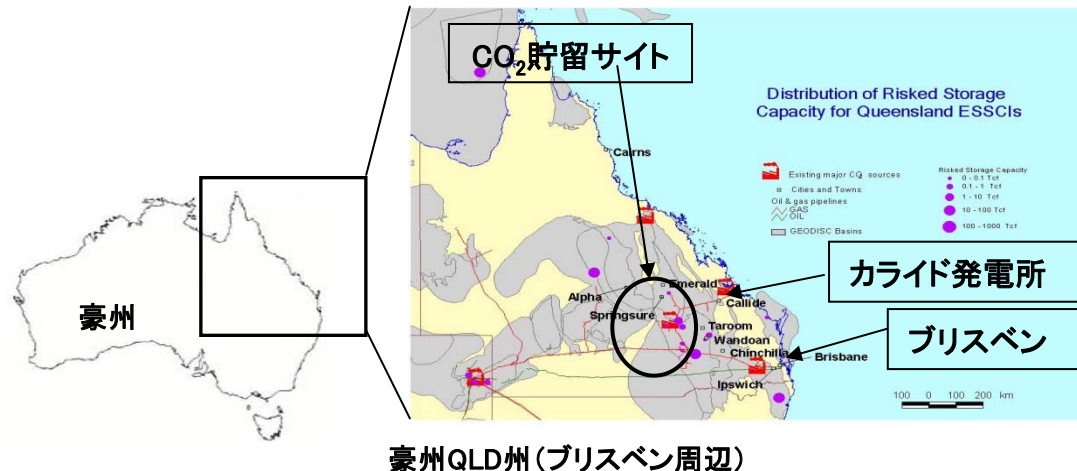 CO₂貯留サイト
Distribution of Risked Storage
Capacity for Queensland ESSCIs
Cairns
Existing major CO₂ sources
Cities and Towns
Oil & gas pipelines
GAS
OIL
GEODISC Basins
Risked Storage Capacity
0 - 0.1 Tcf
0.1 - 1 Tcf
1 - 10 Tcf
10 - 100 Tcf
100 - 1000 Tcf
豪州
Alpha
Emerald
Springsure
カライド発電所
Callide
Taroom
Wandoan
Chinchilla
ブリスベン
Brisbane
Ipswich
100 0 100 200 km
豪州QLD州(ブリスベン周辺)